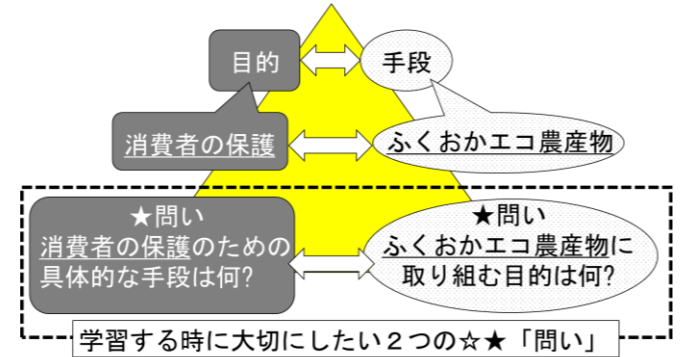 目的
手段
消費者の保護
ふくおかエコ農産物
★問い
消費者の保護のための
具体的な手段は何?
★問い
ふくおかエコ農産物に
取り組む目的は何?
学習する時に大切にしたい２つの☆★「問い」